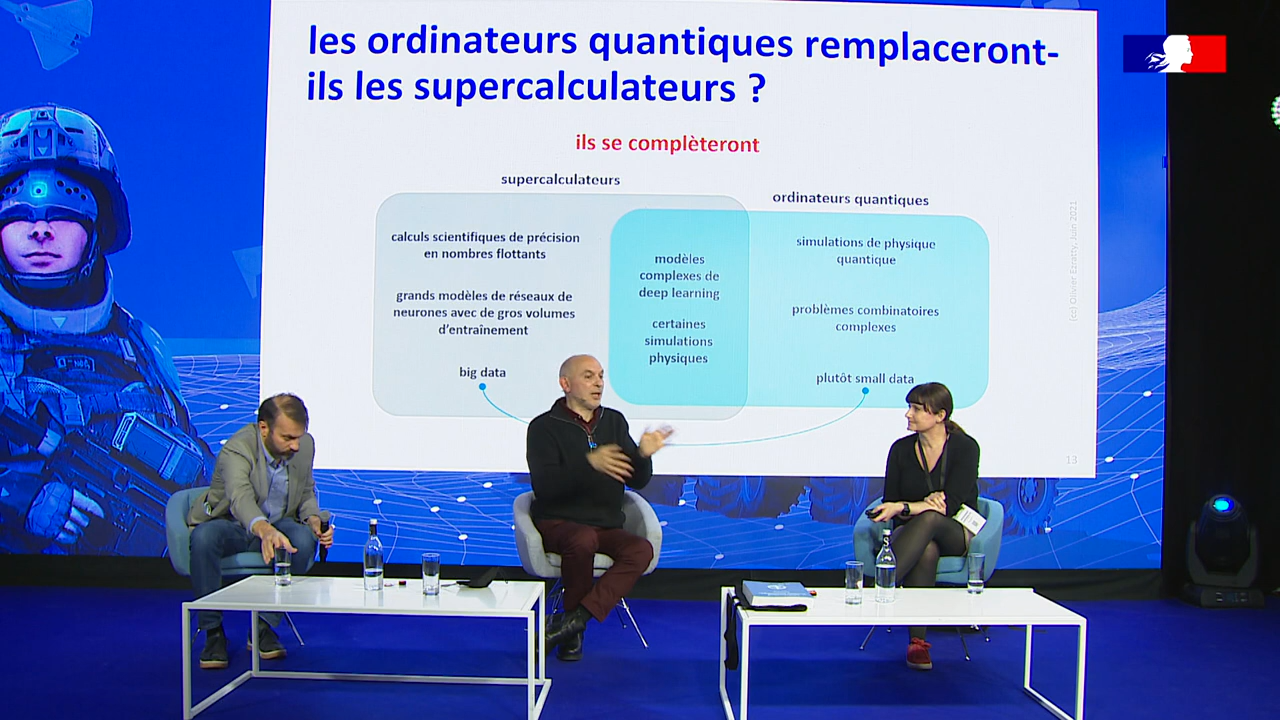 les ordinateurs quantiques remplaceront-
ils les supercalculateurs ?
ils se complèteront
supercalculateurs
ordinateurs quantiques
calculs scientifiques de précision
en nombres flottants
grands modèles de réseaux de
neurones avec de gros volumes
d'entraînement
big data
modèles
complexes de
deep learning
certaines
simulations
physiques
simulations de physique
quantique
problèmes combinatoires
complexes
plutôt small data
(cc) Olivier Ezratty, Juin 2021
13